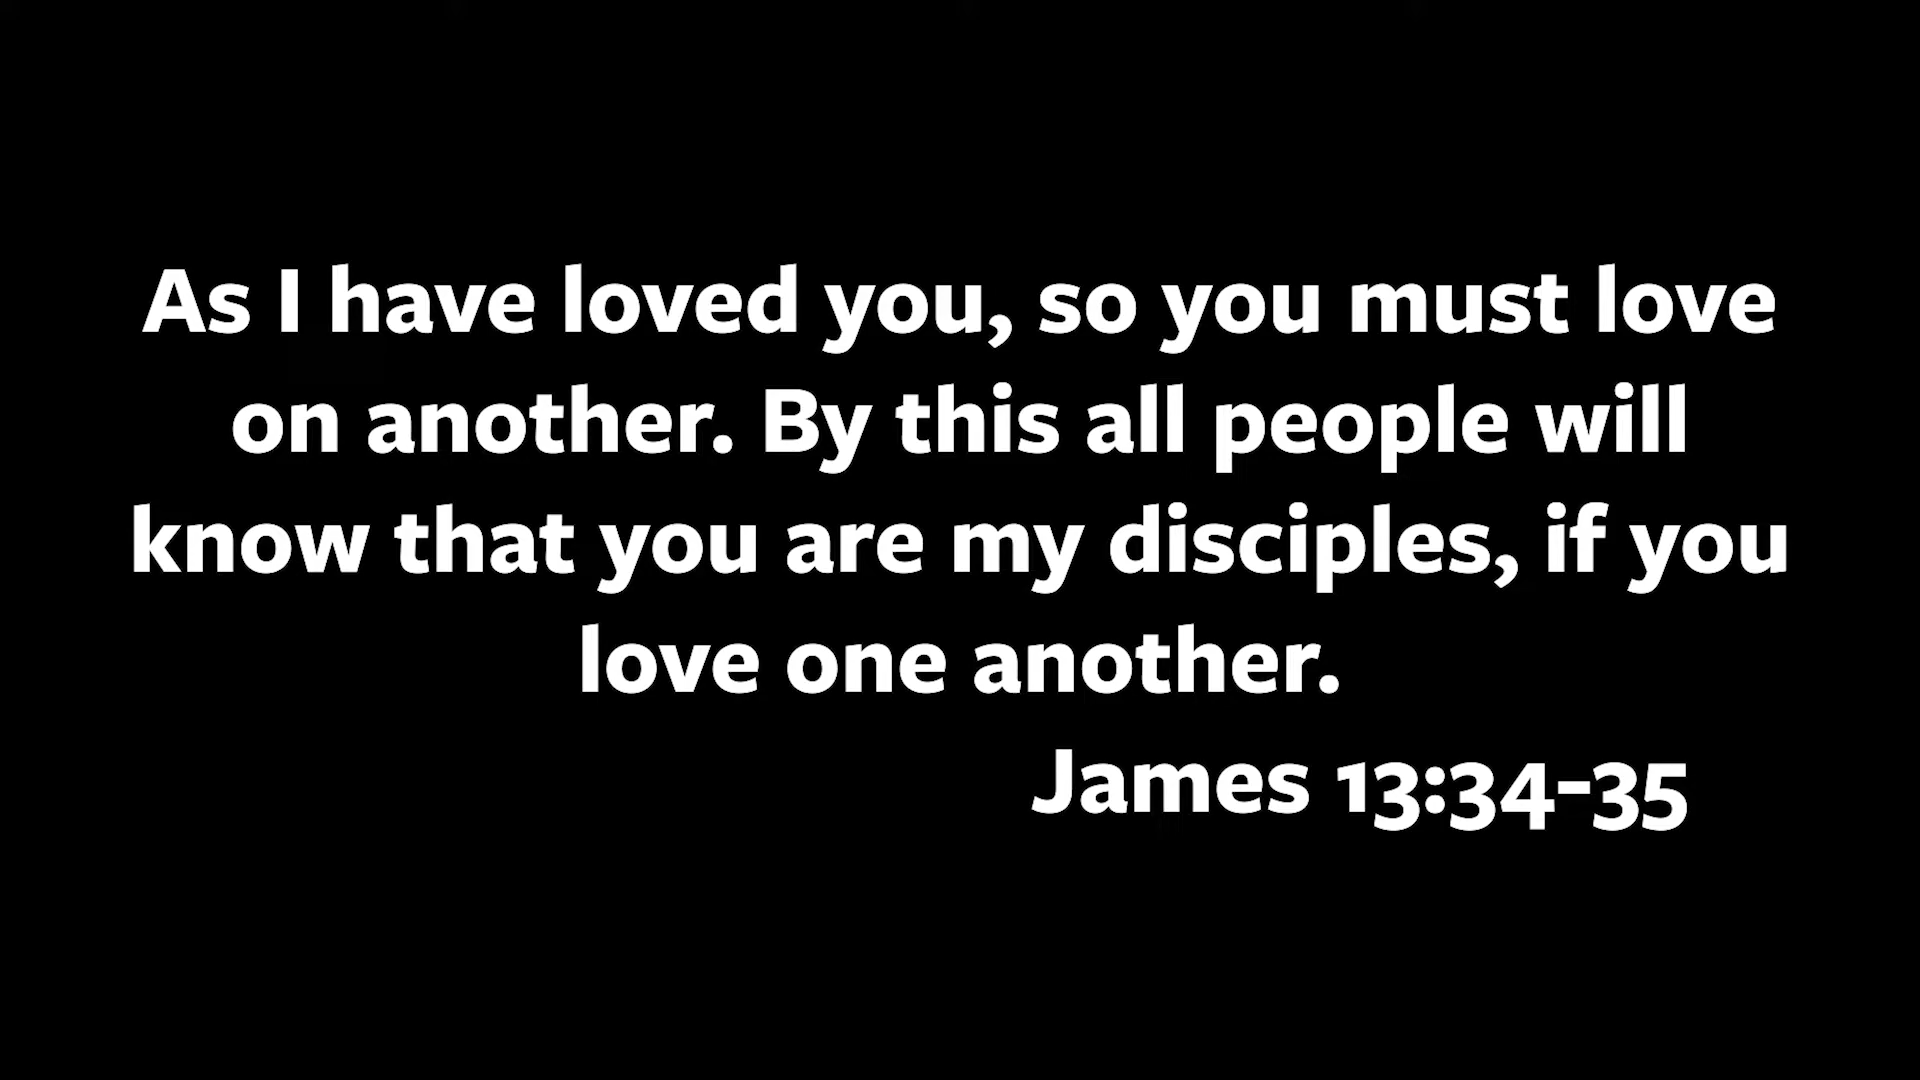 As I have loved you, so you must love
on another. By this all people will
know that you are my disciples, if you
love one another.
James 13:34-35